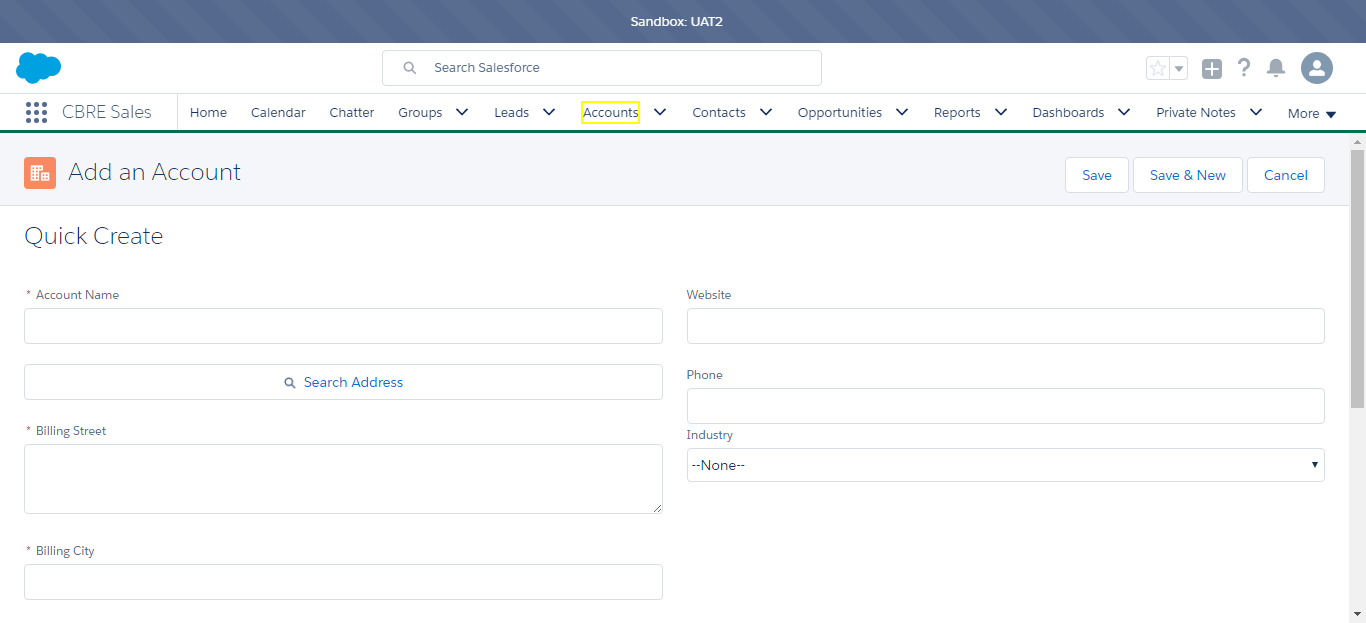 Sandbox: UAT2
Search Salesforce
CBRE Sales Home Calendar Chatter Groups Leads Accounts Contacts Opportunities Reports Dashboards Private Notes More
Add an Account Save Save & New Cancel
Quick Create
* Account Name
Website
Search Address
Phone
* Billing Street
Industry
--None--
* Billing City